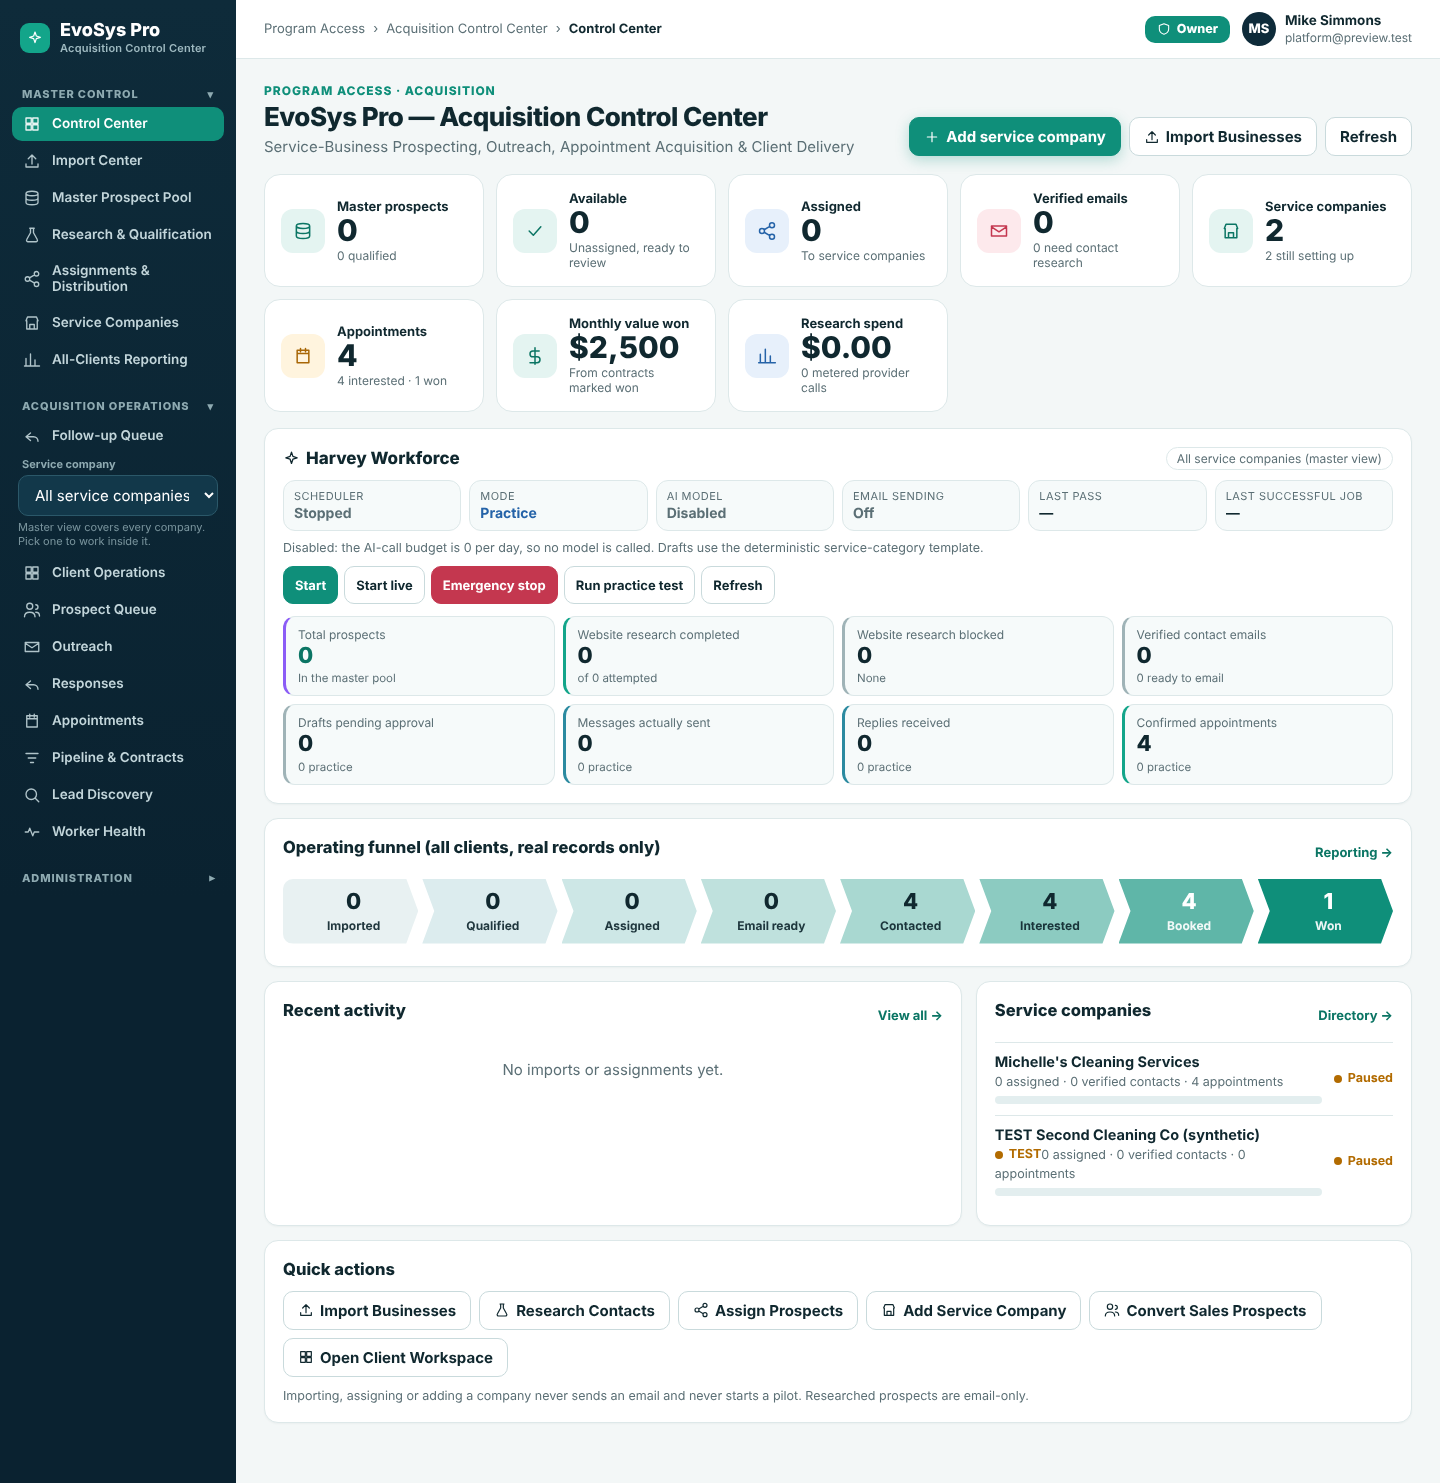 EvoSys Pro
Acquisition Control Center
MASTER CONTROL ▾
Control Center
Import Center
Master Prospect Pool
Research & Qualification
Assignments &
Distribution
Service Companies
All-Clients Reporting
ACQUISITION OPERATIONS ▾
Follow-up Queue
Service company
All service companies
Master view covers every company.
Pick one to work inside it.
Client Operations
Prospect Queue
Outreach
Responses
Appointments
Pipeline & Contracts
Lead Discovery
Worker Health
ADMINISTRATION ▸
Program Access › Acquisition Control Center › Control Center
Owner
MS
Mike Simmons
platform@preview.test
PROGRAM ACCESS · ACQUISITION
EvoSys Pro — Acquisition Control Center
Service-Business Prospecting, Outreach, Appointment Acquisition & Client Delivery
Add service company
Import Businesses
Refresh
Master prospects
0
0 qualified
Available
0
Unassigned, ready to
review
Assigned
0
To service companies
Verified emails
0
0 need contact
research
Service companies
2
2 still setting up
Appointments
4
4 interested · 1 won
Monthly value won
$2,500
From contracts
marked won
Research spend
$0.00
0 metered provider
calls
Harvey Workforce
All service companies (master view)
SCHEDULER
Stopped
MODE
Practice
AI MODEL
Disabled
EMAIL SENDING
Off
LAST PASS
—
LAST SUCCESSFUL JOB
—
Disabled: the AI-call budget is 0 per day, so no model is called. Drafts use the deterministic service-category template.
Start
Start live
Emergency stop
Run practice test
Refresh
Total prospects
0
In the master pool
Website research completed
0
of 0 attempted
Website research blocked
0
None
Verified contact emails
0
0 ready to email
Drafts pending approval
0
0 practice
Messages actually sent
0
0 practice
Replies received
0
0 practice
Confirmed appointments
4
0 practice
Operating funnel (all clients, real records only)
Reporting →
0
Imported
0
Qualified
0
Assigned
0
Email ready
4
Contacted
4
Interested
4
Booked
1
Won
Recent activity
View all →
No imports or assignments yet.
Service companies
Directory →
Michelle's Cleaning Services
0 assigned · 0 verified contacts · 4 appointments
Paused
TEST Second Cleaning Co (synthetic)
TEST0 assigned · 0 verified contacts · 0
appointments
Paused
Quick actions
Import Businesses
Research Contacts
Assign Prospects
Add Service Company
Convert Sales Prospects
Open Client Workspace
Importing, assigning or adding a company never sends an email and never starts a pilot. Researched prospects are email-only.